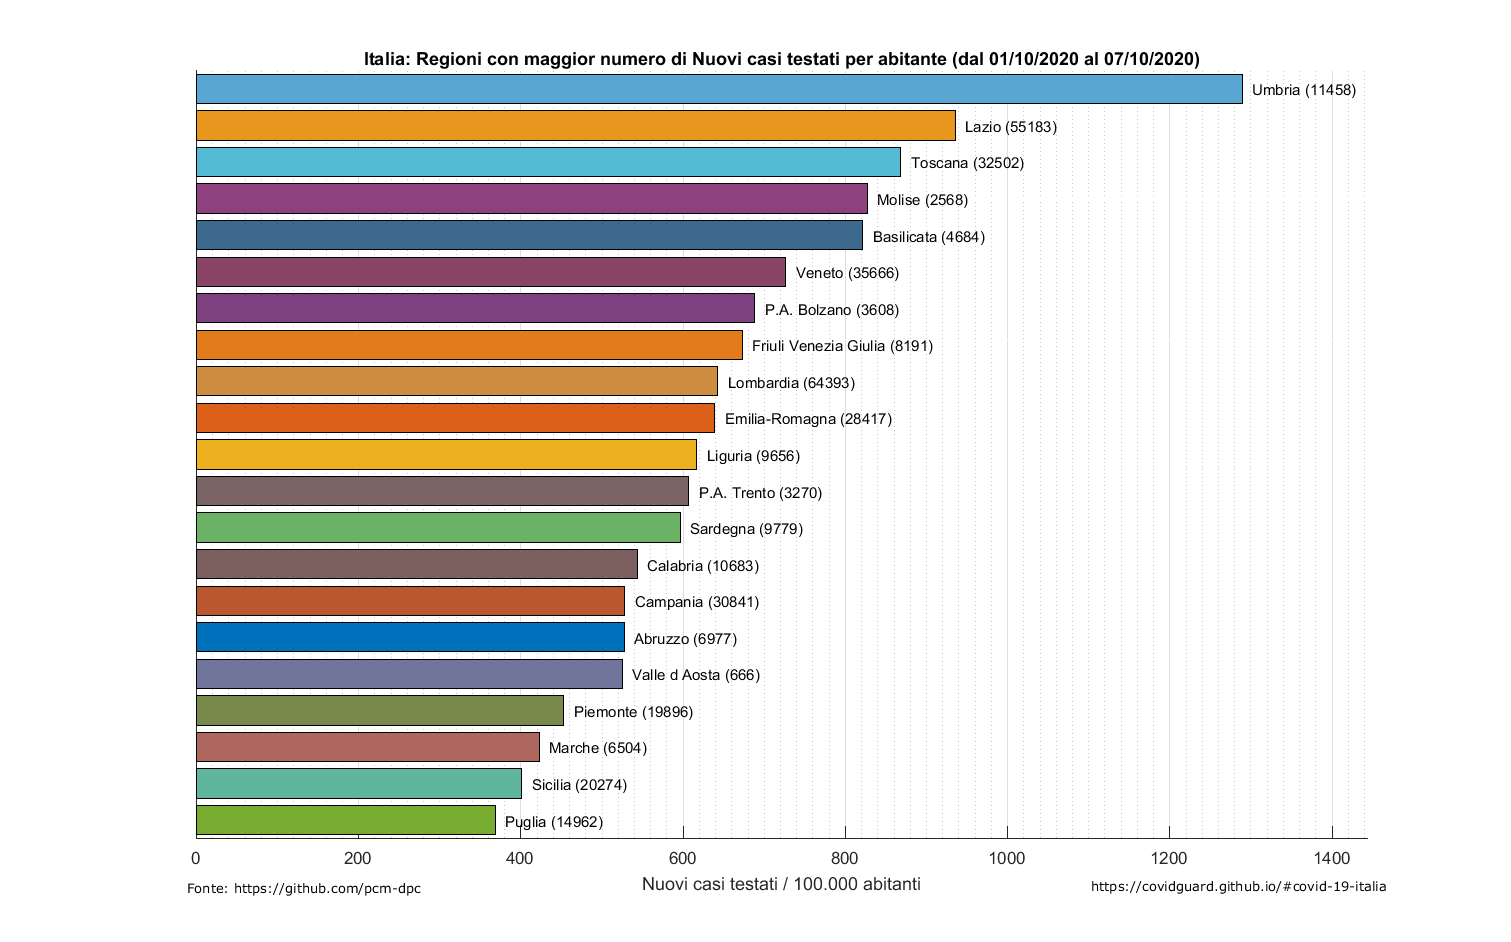 Italia: Regioni con maggior numero di Nuovi casi testati per abitante (dal 01/10/2020 al 07/10/2020)
Umbria (11458)
Lazio (55183)
Toscana (32502)
Molise (2568)
Basilicata (4684)
Veneto (35666)
P.A. Bolzano (3608)
Friuli Venezia Giulia (8191)
Lombardia (64393)
Emilia-Romagna (28417)
Liguria (9656)
P.A. Trento (3270)
Sardegna (9779)
Calabria (10683)
Campania (30841)
Abruzzo (6977)
Valle d Aosta (666)
Piemonte (19896)
Marche (6504)
Sicilia (20274)
Puglia (14962)
0 200 400 600 800 1000 1200 1400
Nuovi casi testati / 100.000 abitanti
Fonte: https://github.com/pcm-dpc
https://covidguard.github.io/#covid-19-italia